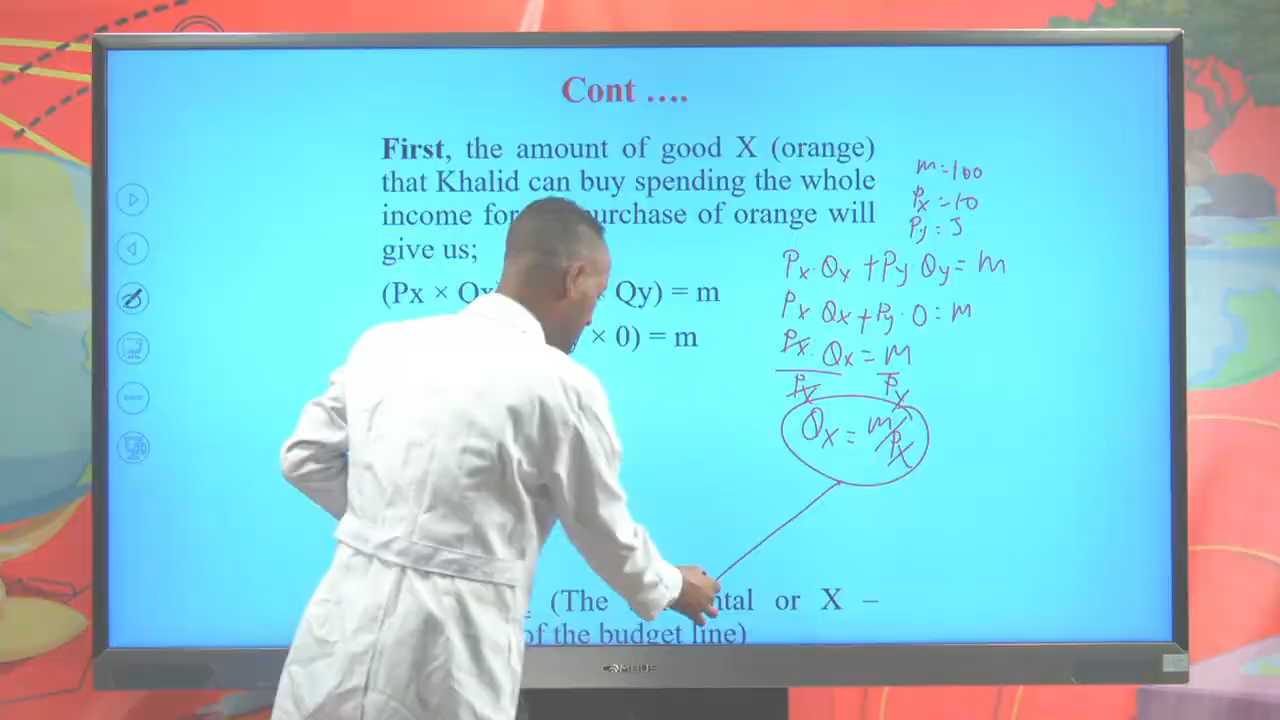 Cont ….
First, the amount of good X (orange)
that Khalid can buy spending the whole
income for purchase of orange will
give us;
(Px × Qx × Qy) = m
× 0) = m
(The or X –
of the budget line)
m=100
Px=10
Py:5
Px·Qx+Py Qy=m
Px Qx+Py·0=m
Px·Qx=m
Px Px
Qx=m/Px
CAMBUS